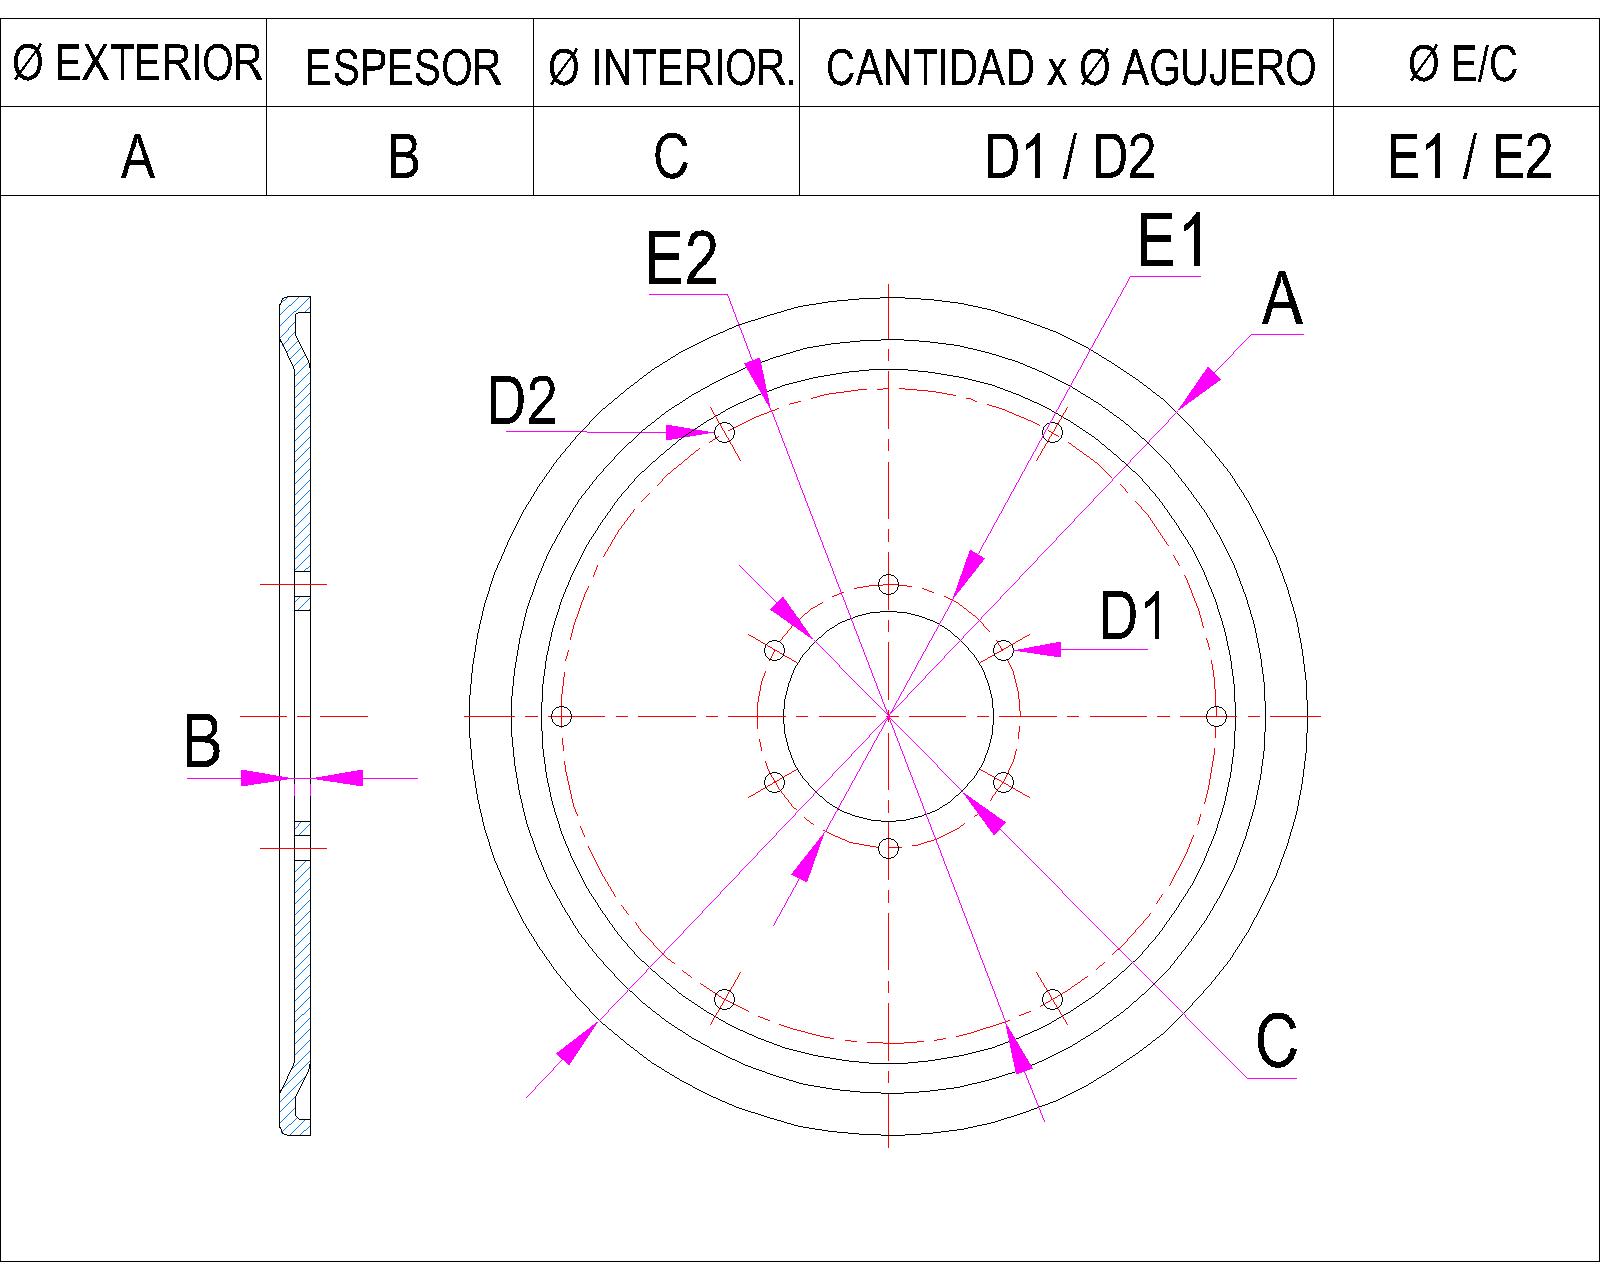 Ø EXTERIOR ESPESOR Ø INTERIOR. CANTIDAD x Ø AGUJERO Ø E/C
A B C D1 / D2 E1 / E2
E2 E1
A
D2
D1
B
C